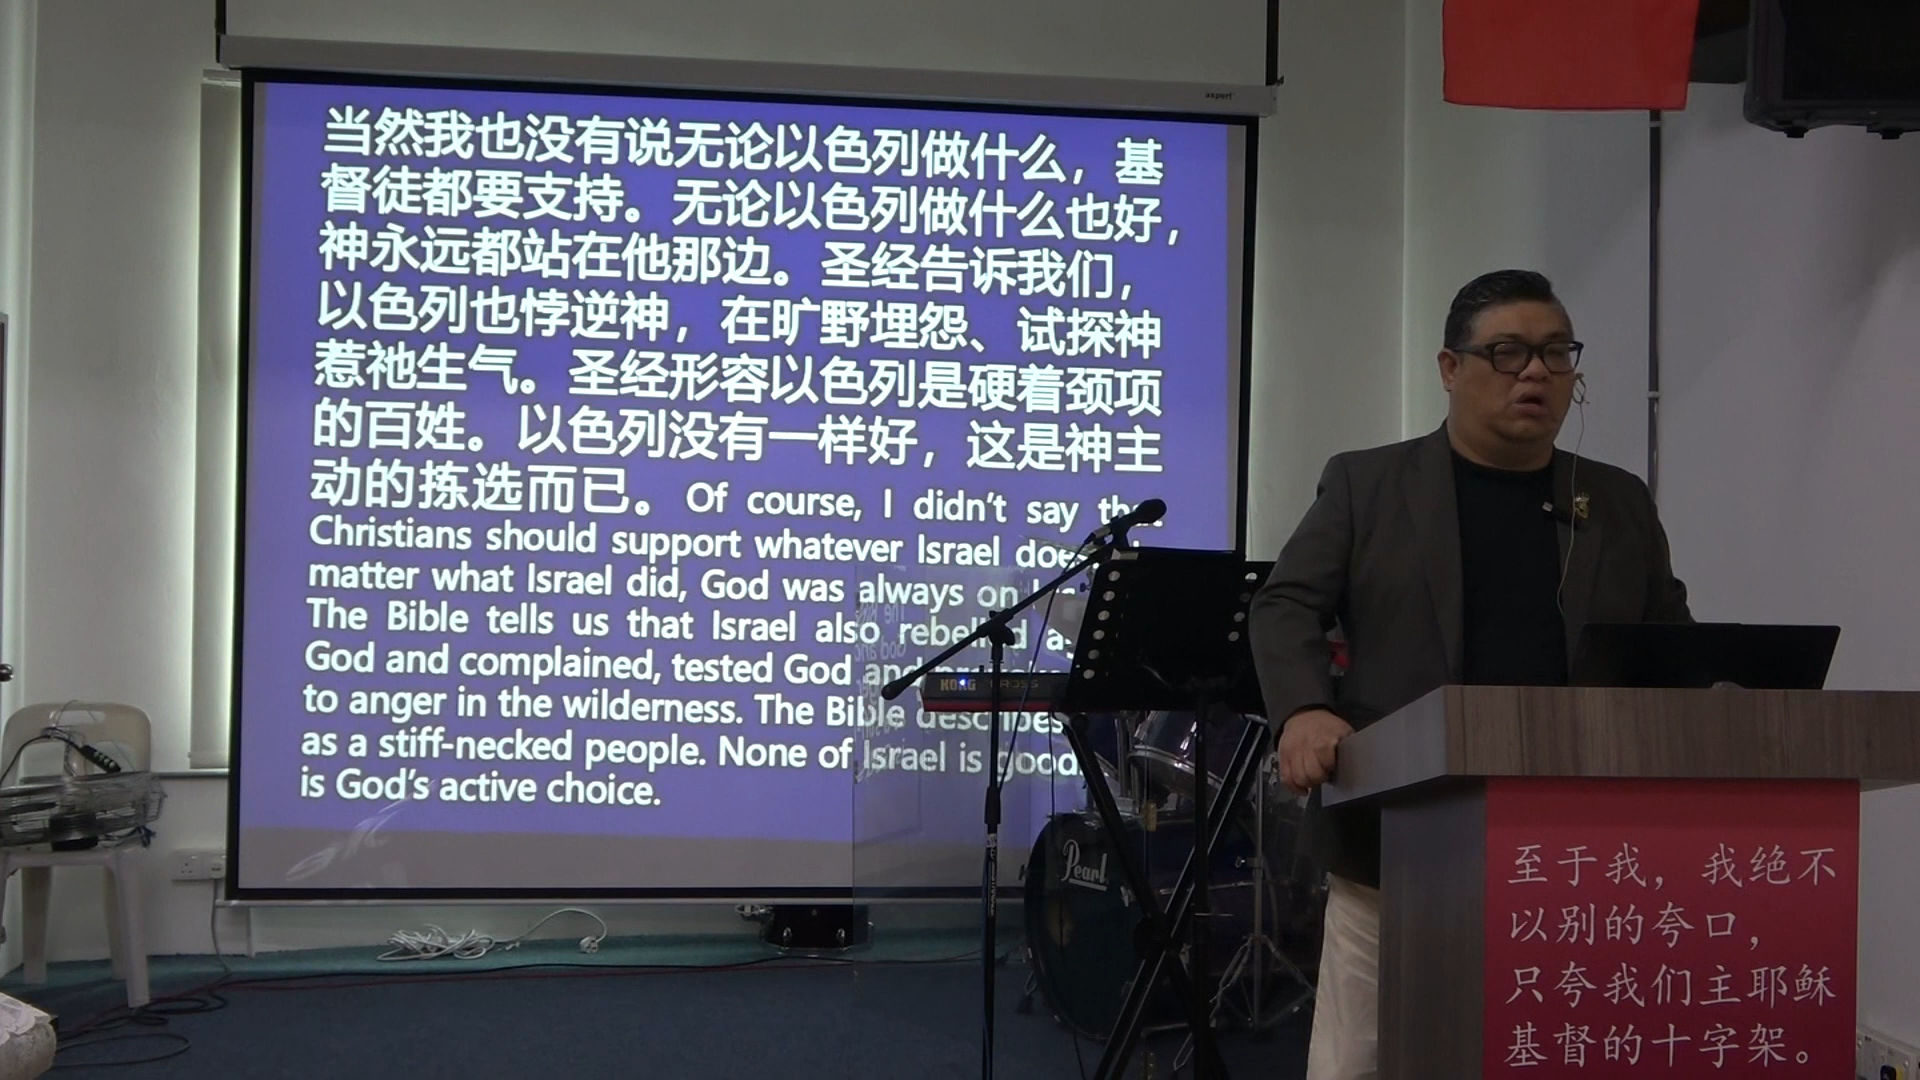 当然我也没有说无论以色列做什么，基
督徒都要支持。无论以色列做什么也好，
神永远都站在他那边。圣经告诉我们，
以色列也悖逆神，在旷野埋怨、试探神
惹祂生气。圣经形容以色列是硬着颈项
的百姓。以色列没有一样好，这是神主
动的拣选而已。Of course, I didn't say
Christians should support whatever Israel
matter what Israel did, God was always on
The Bible tells us that Israel also rebelled
God and complained, tested God and
to anger in the wilderness. The Bible describes
as a stiff-necked people. None of Israel is good.
is God's active choice.
KORG CROSS
Pearl
至于我，我绝不
以别的夸口，
只夸我们主耶稣
基督的十字架。